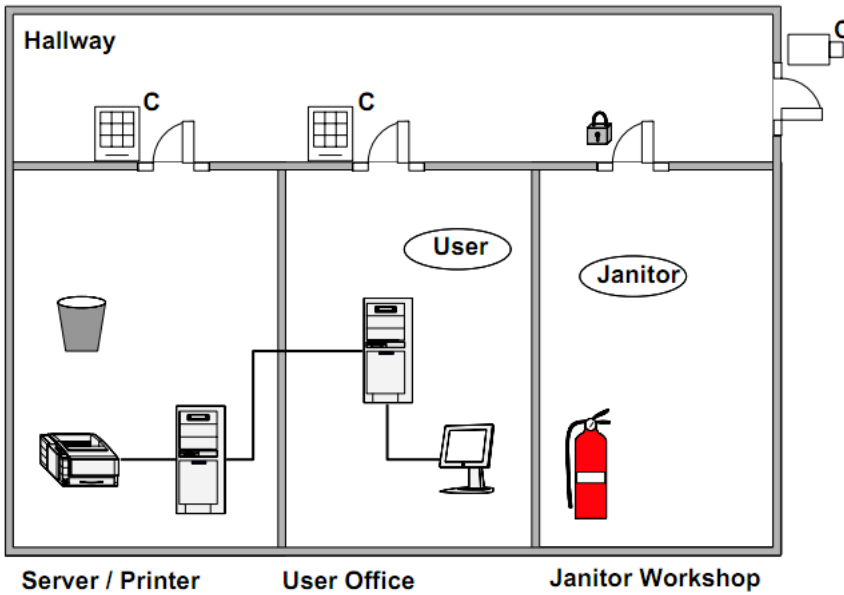 Hallway
C
C
C
User
Janitor
Server / Printer
User Office
Janitor Workshop